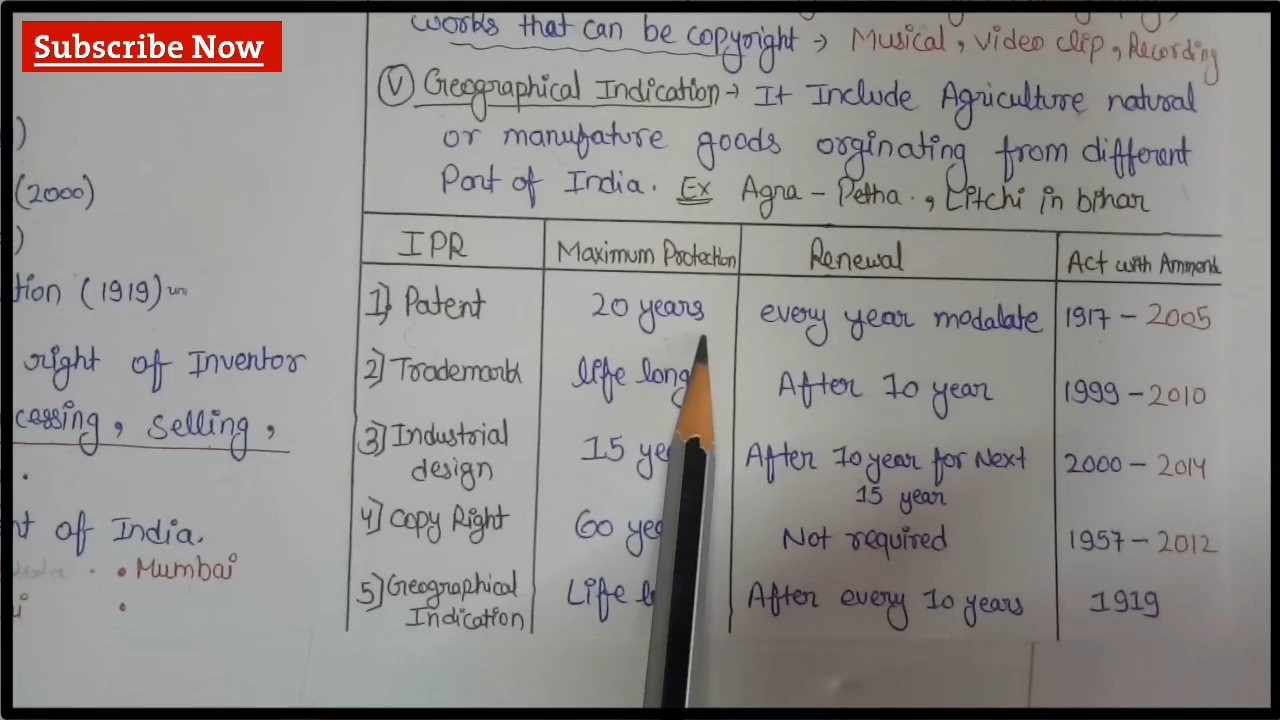 Subscribe Now
works that can be copyright → Musical, video clip, Recording
Ⓥ Geographical Indication → It Include Agriculture natural
or manufature goods orginating from different
Part of India. Ex Agra - Petha., Litchi in bihar
)
(2000)
)
tion (1919)
right of Inventor
cessing, selling,
.
nt of India.
• Mumbai
•
IPR Maximum Protection Renewal Act with Ammend
1) Patent 20 years every year madalate 1917 - 2005
2) Trademark life long After 10 year 1999 - 2010
3) Industrial design 15 yea After 10 year for Next 15 year 2000 - 2014
4) Copy Right 60 yea Not required 1957 - 2012
5) Geographical Indication Life l After every 10 years 1919